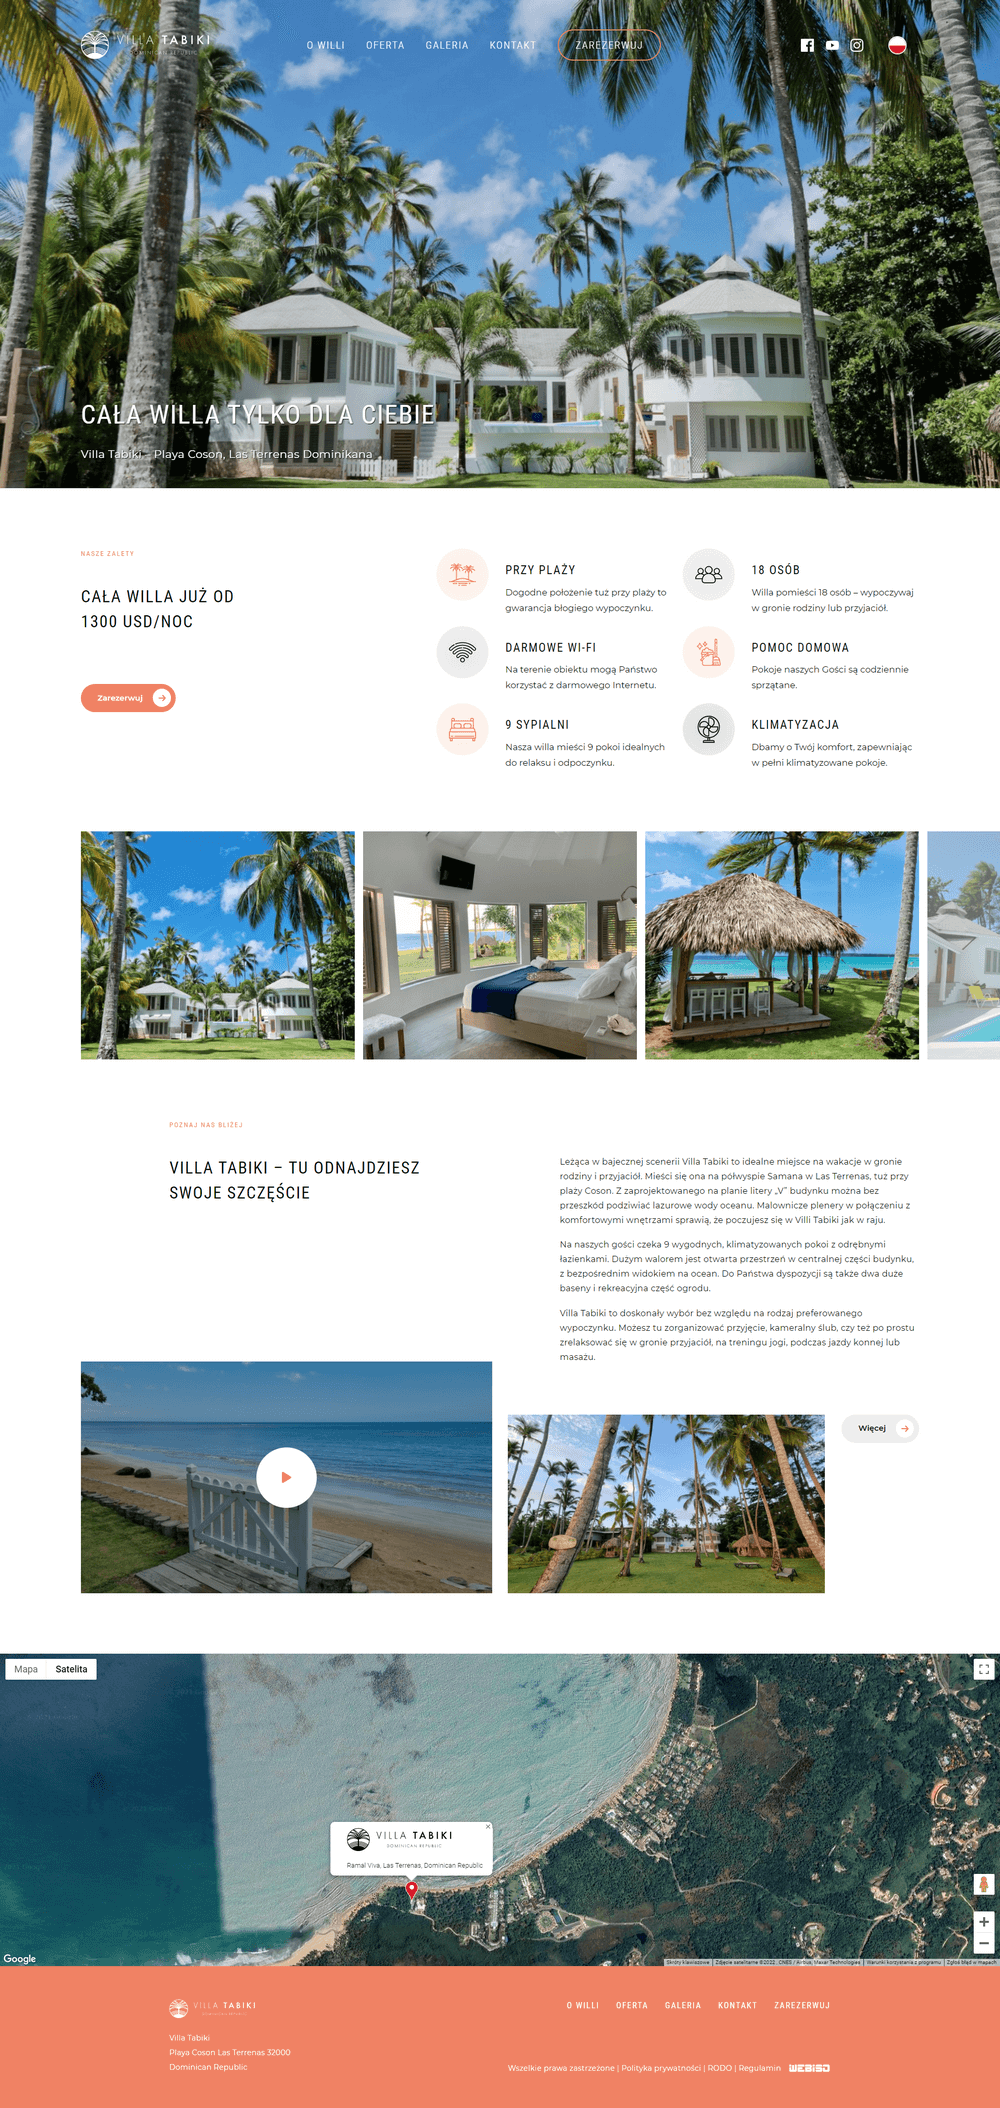 VILLA TABIKI
DOMINICAN REPUBLIC
O WILLI
OFERTA
GALERIA
KONTAKT
ZAREZERWUJ
CAŁA WILLA TYLKO DLA CIEBIE
Villa Tabiki – Playa Coson, Las Terrenas Dominikana
NASZE ZALETY
CAŁA WILLA JUŻ OD
1300 USD/NOC
Zarezerwuj
PRZY PLAŻY
Dogodne położenie tuż przy plaży to
gwarancja błogiego wypoczynku.
18 OSÓB
Willa pomieści 18 osób – wypoczywaj
w gronie rodziny lub przyjaciół.
DARMOWE WI-FI
Na terenie obiektu mogą Państwo
korzystać z darmowego Internetu.
POMOC DOMOWA
Pokoje naszych Gości są codziennie
sprzątane.
9 SYPIALNI
Nasza willa mieści 9 pokoi idealnych
do relaksu i odpoczynku.
KLIMATYZACJA
Dbamy o Twój komfort, zapewniając
w pełni klimatyzowane pokoje.
POZNAJ NAS BLIŻEJ
VILLA TABIKI – TU ODNAJDZIESZ
SWOJE SZCZĘŚCIE
Leżąca w bajecznej scenerii Villa Tabiki to idealne miejsce na wakacje w gronie
rodziny i przyjaciół. Mieści się ona na półwyspie Samana w Las Terrenas, tuż przy
plaży Coson. Z zaprojektowanego na planie litery „V” budynku można bez
przeszkód podziwiać lazurowe wody oceanu. Malownicze plenery w połączeniu z
komfortowymi wnętrzami sprawią, że poczujesz się w Villi Tabiki jak w raju.
Na naszych gości czeka 9 wygodnych, klimatyzowanych pokoi z odrębnymi
łazienkami. Dużym walorem jest otwarta przestrzeń w centralnej części budynku,
z bezpośrednim widokiem na ocean. Do Państwa dyspozycji są także dwa duże
baseny i rekreacyjna część ogrodu.
Villa Tabiki to doskonały wybór bez względu na rodzaj preferowanego
wypoczynku. Możesz tu zorganizować przyjęcie, kameralny ślub, czy też po prostu
zrelaksować się w gronie przyjaciół, na treningu jogi, podczas jazdy konnej lub
masażu.
Więcej
Mapa
Satelita
VILLA TABIKI
DOMINICAN REPUBLIC
Ramal Viva, Las Terrenas, Dominican Republic
Google
Skróty klawiszowe
Zdjęcia satelitarne ©2022 , CNES / Airbus, Maxar Technologies
Warunki korzystania z programu
Zgłoś błąd w mapach
VILLA TABIKI
O WILLI
OFERTA
GALERIA
KONTAKT
ZAREZERWUJ
Villa Tabiki
Playa Coson Las Terrenas 32000
Dominican Republic
Wszelkie prawa zastrzeżone | Polityka prywatności | RODO | Regulamin
WEBISO